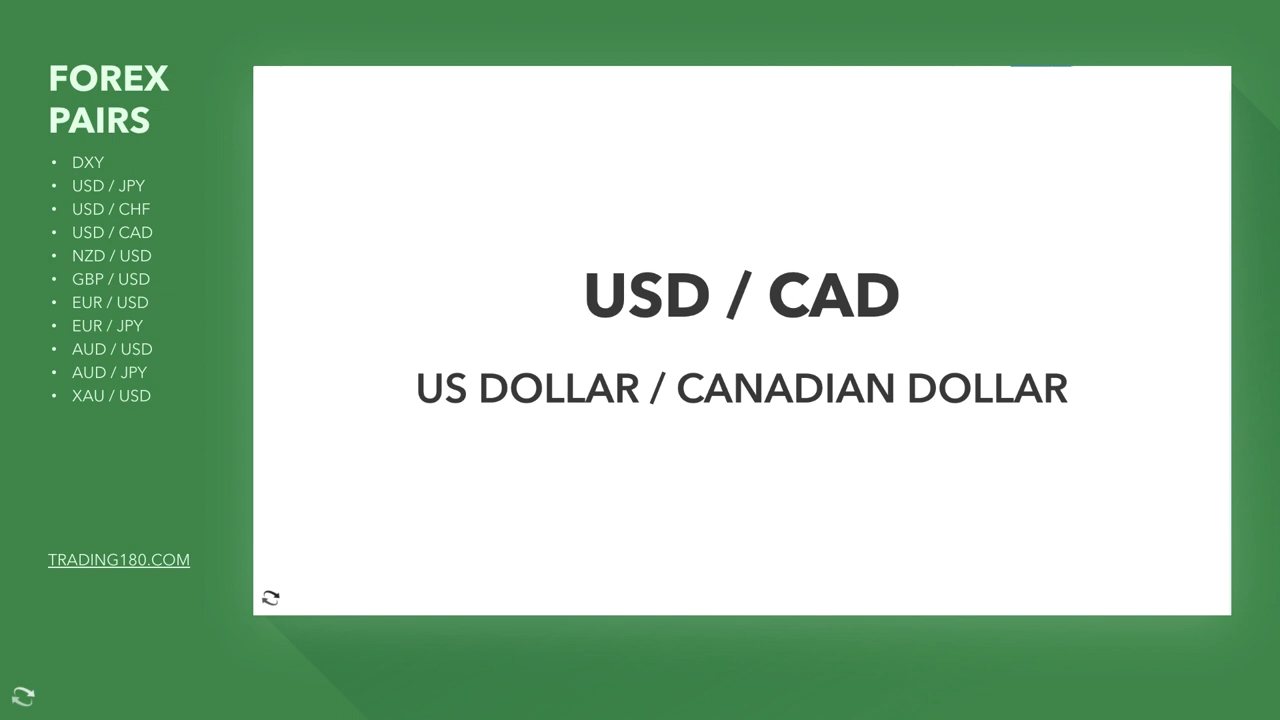 FOREX
PAIRS
• DXY
• USD / JPY
• USD / CHF
• USD / CAD
• NZD / USD
• GBP / USD
• EUR / USD
• EUR / JPY
• AUD / USD
• AUD / JPY
• XAU / USD
TRADING180.COM
USD / CAD
US DOLLAR / CANADIAN DOLLAR